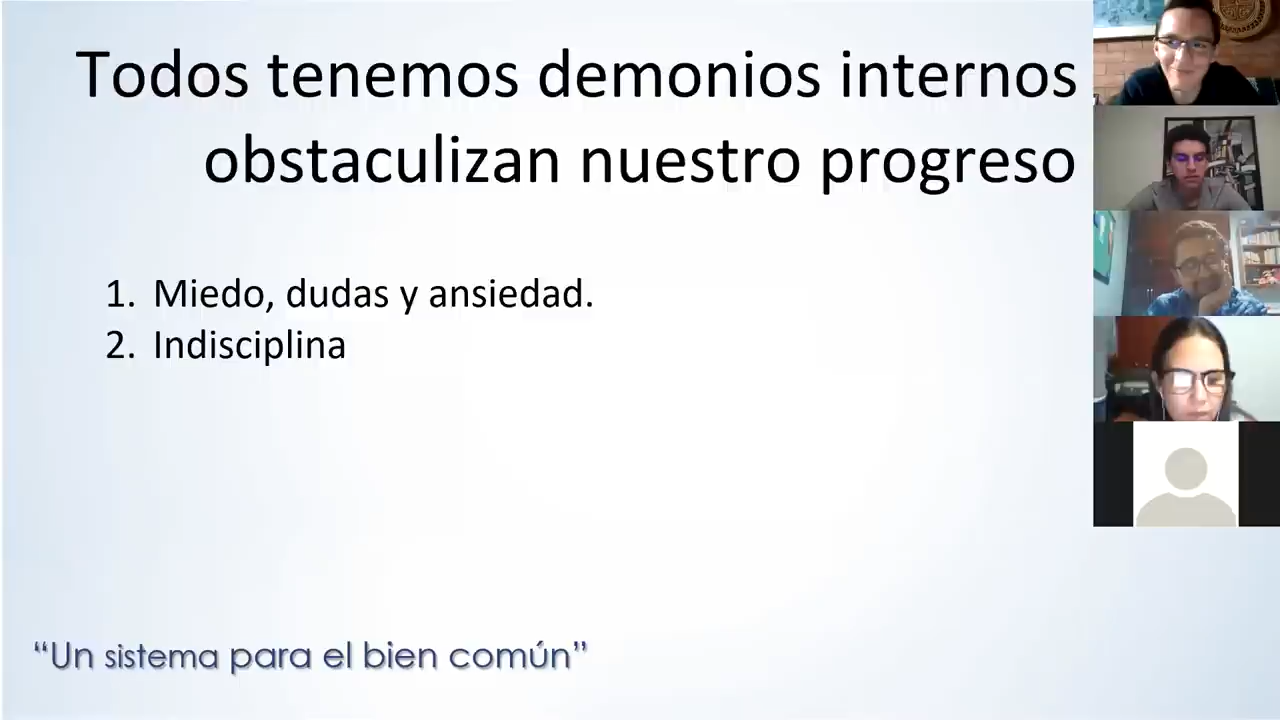 Todos tenemos demonios internos
obstaculizan nuestro progreso
1. Miedo, dudas y ansiedad.
2. Indisciplina
“Un sistema para el bien común”